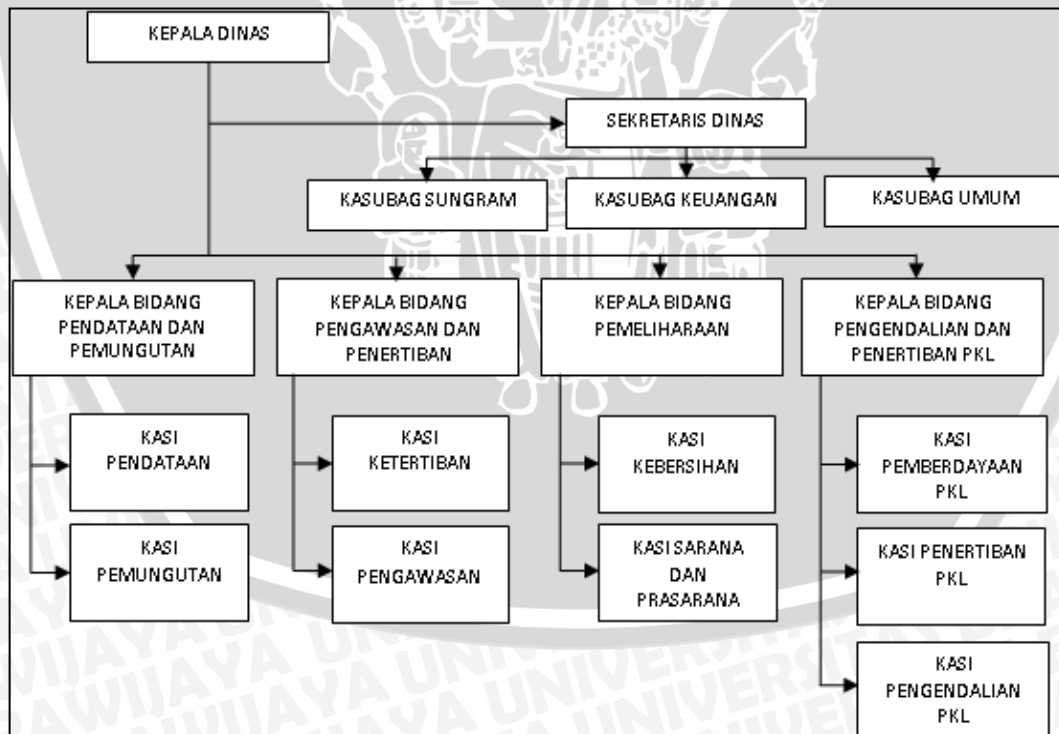 KEPALA DINAS
SEKRETARIS DINAS
KASUBAG SUNGRAM
KASUBAG KEUANGAN
KASUBAG UMUM
KEPALA BIDANG
PENDATAAN DAN
PEMUNGUTAN
KEPALA BIDANG
PENGAWASAN DAN
PENERTIBAN
KEPALA BIDANG
PEMELIHARAAN
KEPALA BIDANG
PENGENDALIAN DAN
PENERTIBAN PKL
KASI
PENDATAAN
KASI
KETERTIBAN
KASI
KEBERSIHAN
KASI
PEMBERDAYAAN
PKL
KASI
PEMUNGUTAN
KASI
PENGAWASAN
KASI SARANA
DAN
PRASARANA
KASI PENERTIBAN
PKL
KASI
PENGENDALIAN
PKL